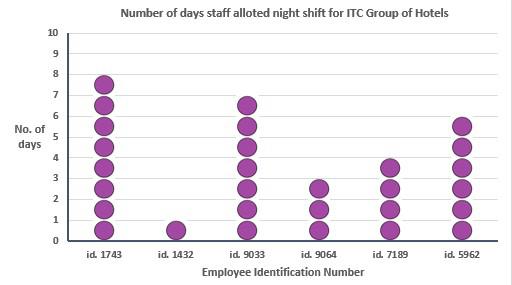 Number of days staff alloted night shift for ITC Group of Hotels
10
9
8
7
6
5
4
3
2
1
0
No. of
days
id. 1743 id. 1432 id. 9033 id. 9064 id. 7189 id. 5962
Employee Identification Number